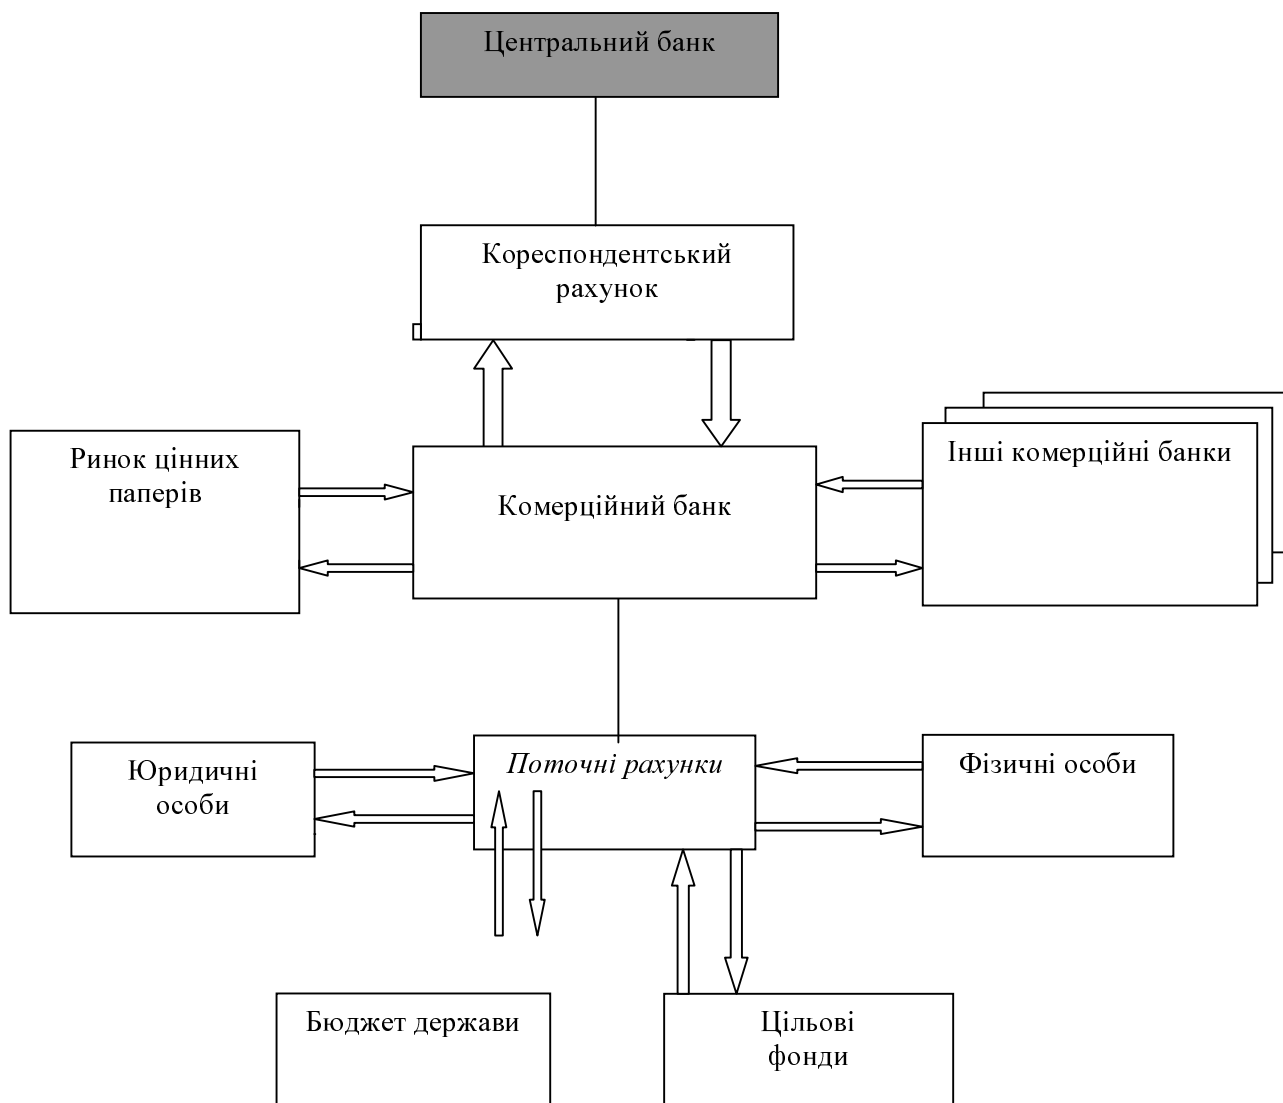 Центральний банк
Кореспондентський
рахунок
Ринок цінних
паперів
Комерційний банк
Інші комерційні банки
Юридичні
особи
Поточні рахунки
Фізичні особи
Бюджет держави
Цільові
фонди